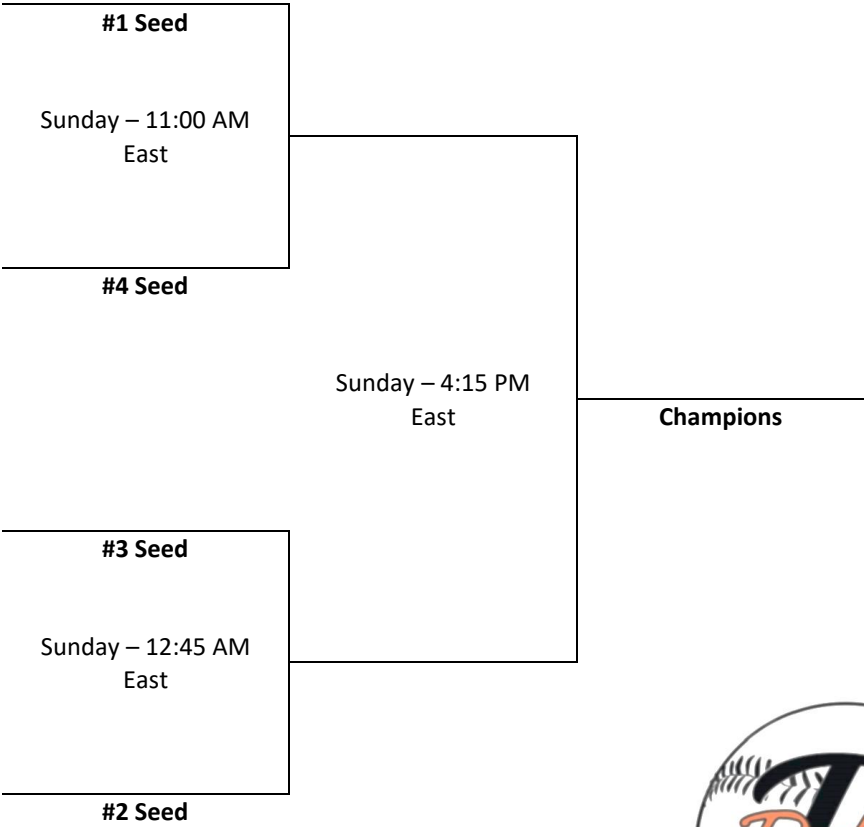 #1 Seed
Sunday – 11:00 AM
East
#4 Seed
Sunday – 4:15 PM
East
Champions
#3 Seed
Sunday – 12:45 AM
East
#2 Seed